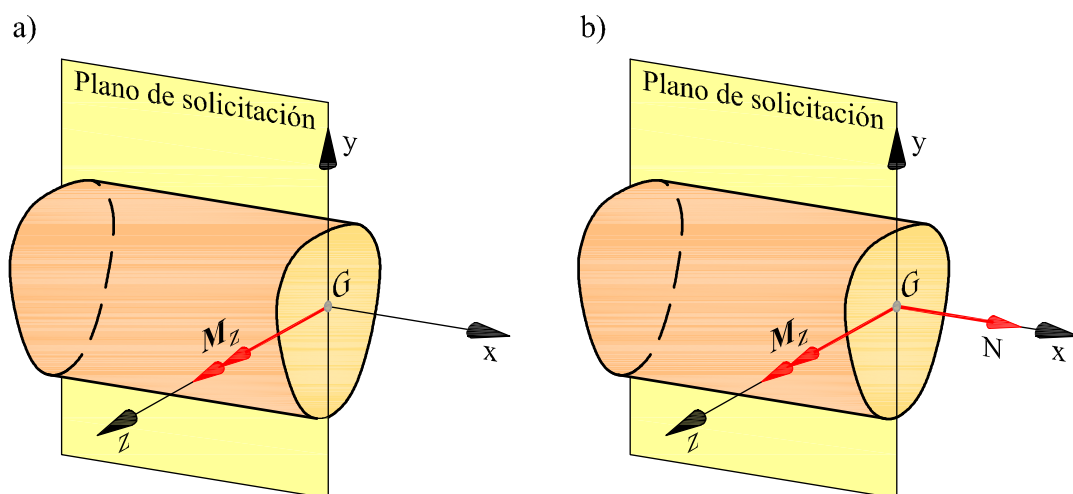 a)
Plano de solicitación
y
G
Mz
x
z
b)
Plano de solicitación
y
G
Mz
N
x
z